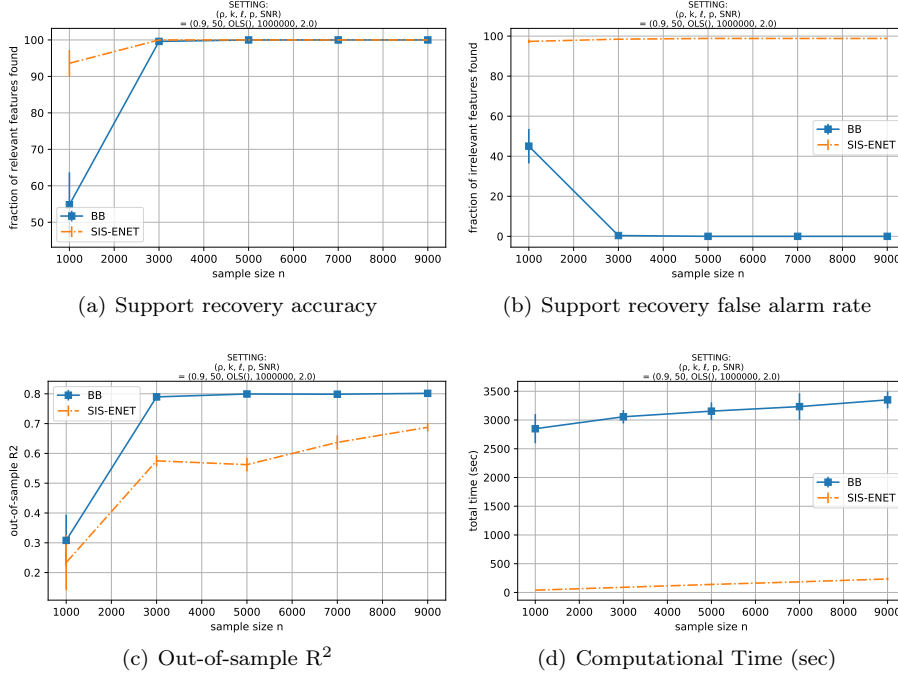 SETTING:
(ρ, k, ℓ, p, SNR)
= (0.9, 50, OLS(), 1000000, 2.0)
fraction of relevant features found
100
90
80
70
60
50
BB
SIS-ENET
1000 2000 3000 4000 5000 6000 7000 8000 9000
sample size n
(a) Support recovery accuracy
SETTING:
(ρ, k, ℓ, p, SNR)
= (0.9, 50, OLS(), 1000000, 2.0)
fraction of irrelevant features found
100
80
60
40
20
0
BB
SIS-ENET
1000 2000 3000 4000 5000 6000 7000 8000 9000
sample size n
(b) Support recovery false alarm rate
SETTING:
(ρ, k, ℓ, p, SNR)
= (0.9, 50, OLS(), 1000000, 2.0)
out-of-sample R2
0.8
0.7
0.6
0.5
0.4
0.3
0.2
BB
SIS-ENET
1000 2000 3000 4000 5000 6000 7000 8000 9000
sample size n
(c) Out-of-sample R²
SETTING:
(ρ, k, ℓ, p, SNR)
= (0.9, 50, OLS(), 1000000, 2.0)
total time (sec)
3500
3000
2500
2000
1500
1000
500
0
BB
SIS-ENET
1000 2000 3000 4000 5000 6000 7000 8000 9000
sample size n
(d) Computational Time (sec)